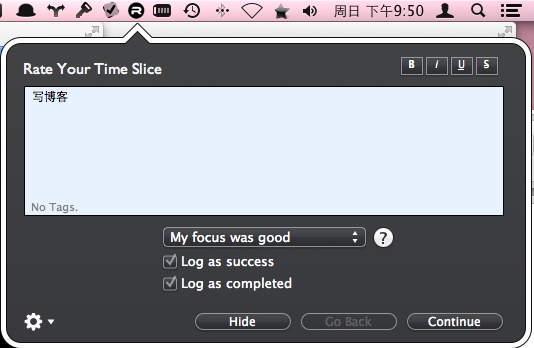 周日 下午9:50
Rate Your Time Slice
B I U S
写博客
No Tags.
My focus was good
?
Log as success
Log as completed
Hide Go Back Continue